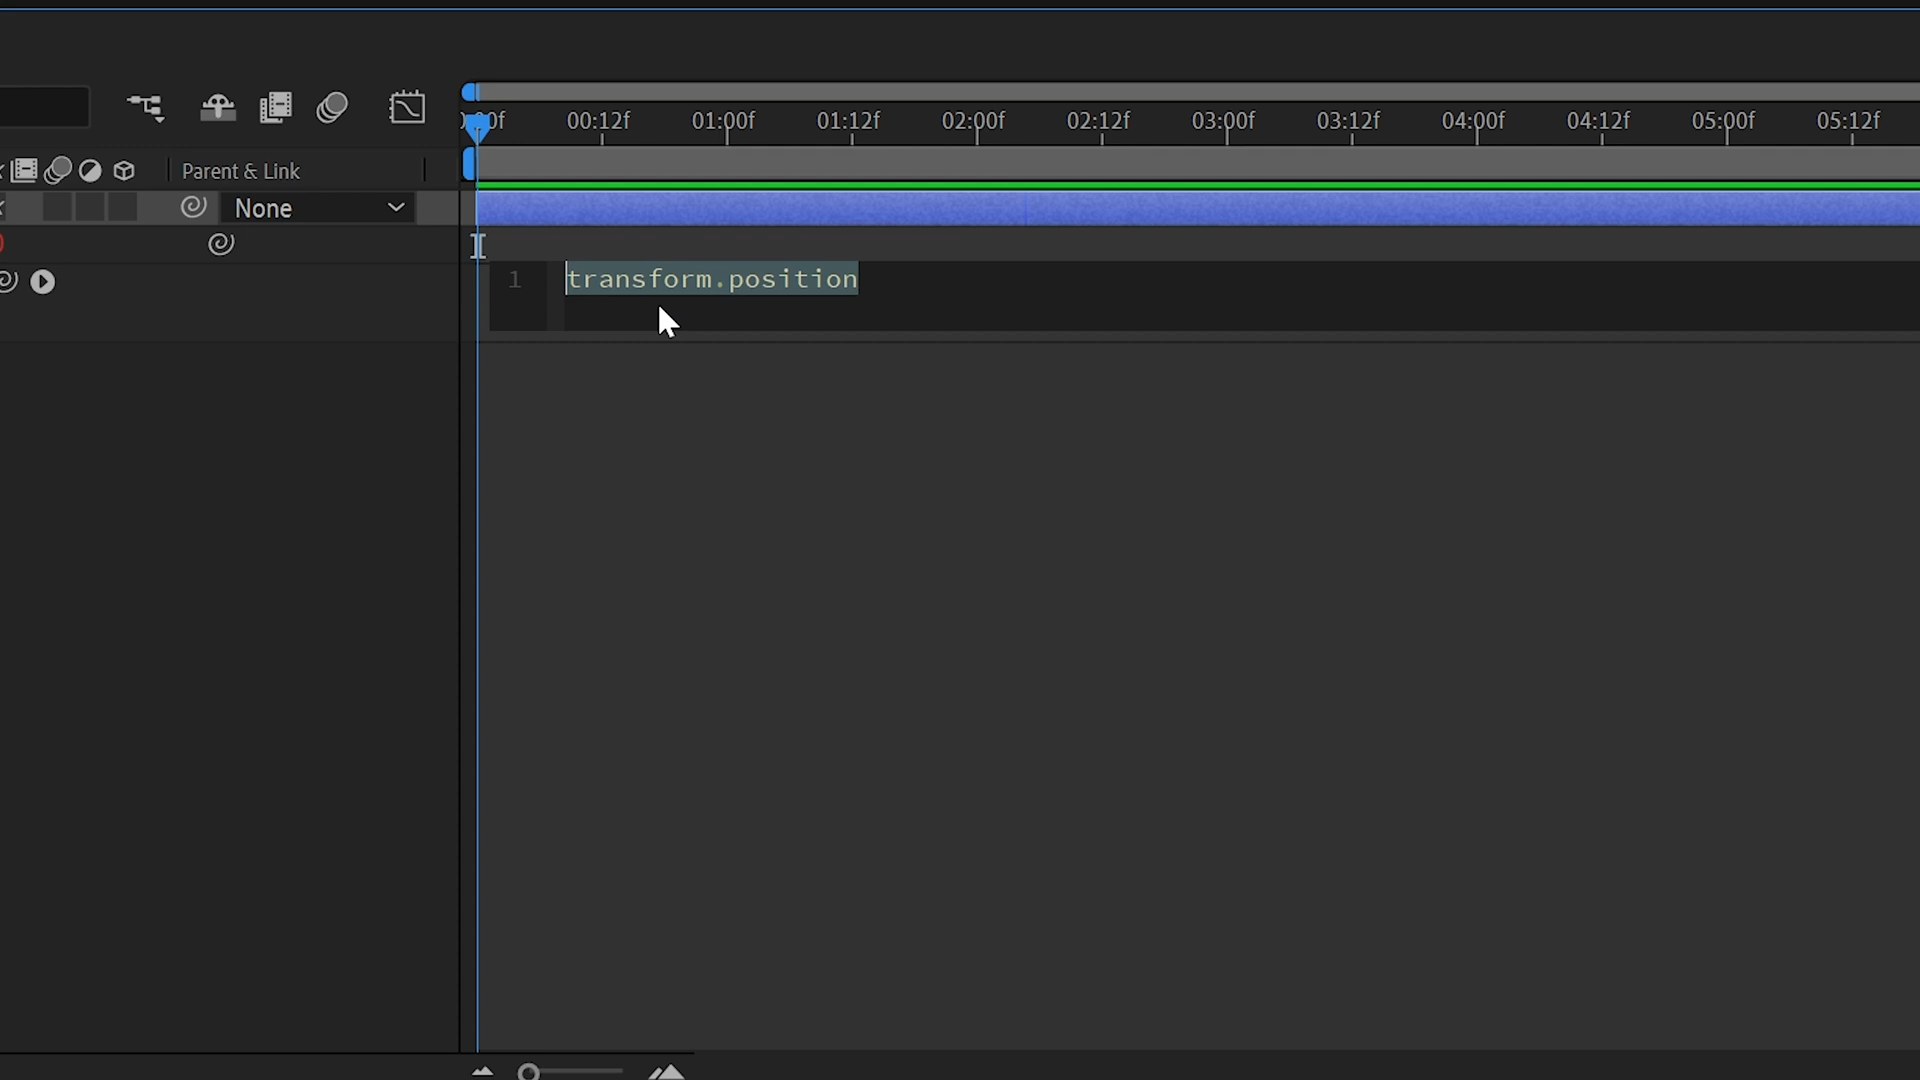 00:12f 01:00f 01:12f 02:00f 02:12f 03:00f 03:12f 04:00f 04:12f 05:00f 05:12f
Parent & Link
None
1 transform.position